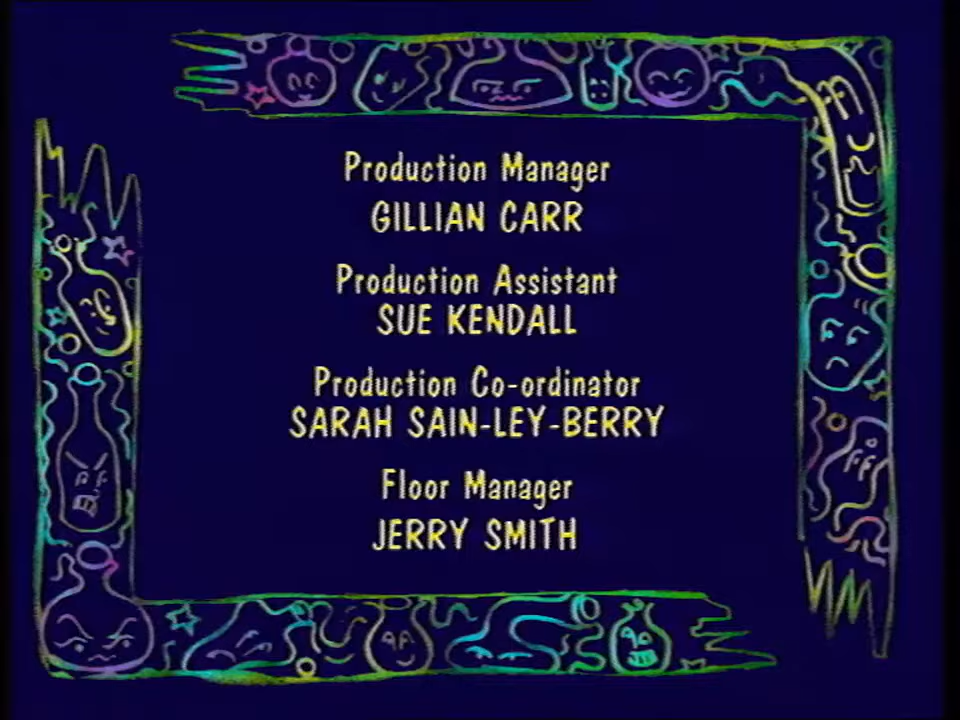 Production Manager
GILLIAN CARR
Production Assistant
SUE KENDALL
Production Co-ordinator
SARAH SAIN-LEY-BERRY
Floor Manager
JERRY SMITH